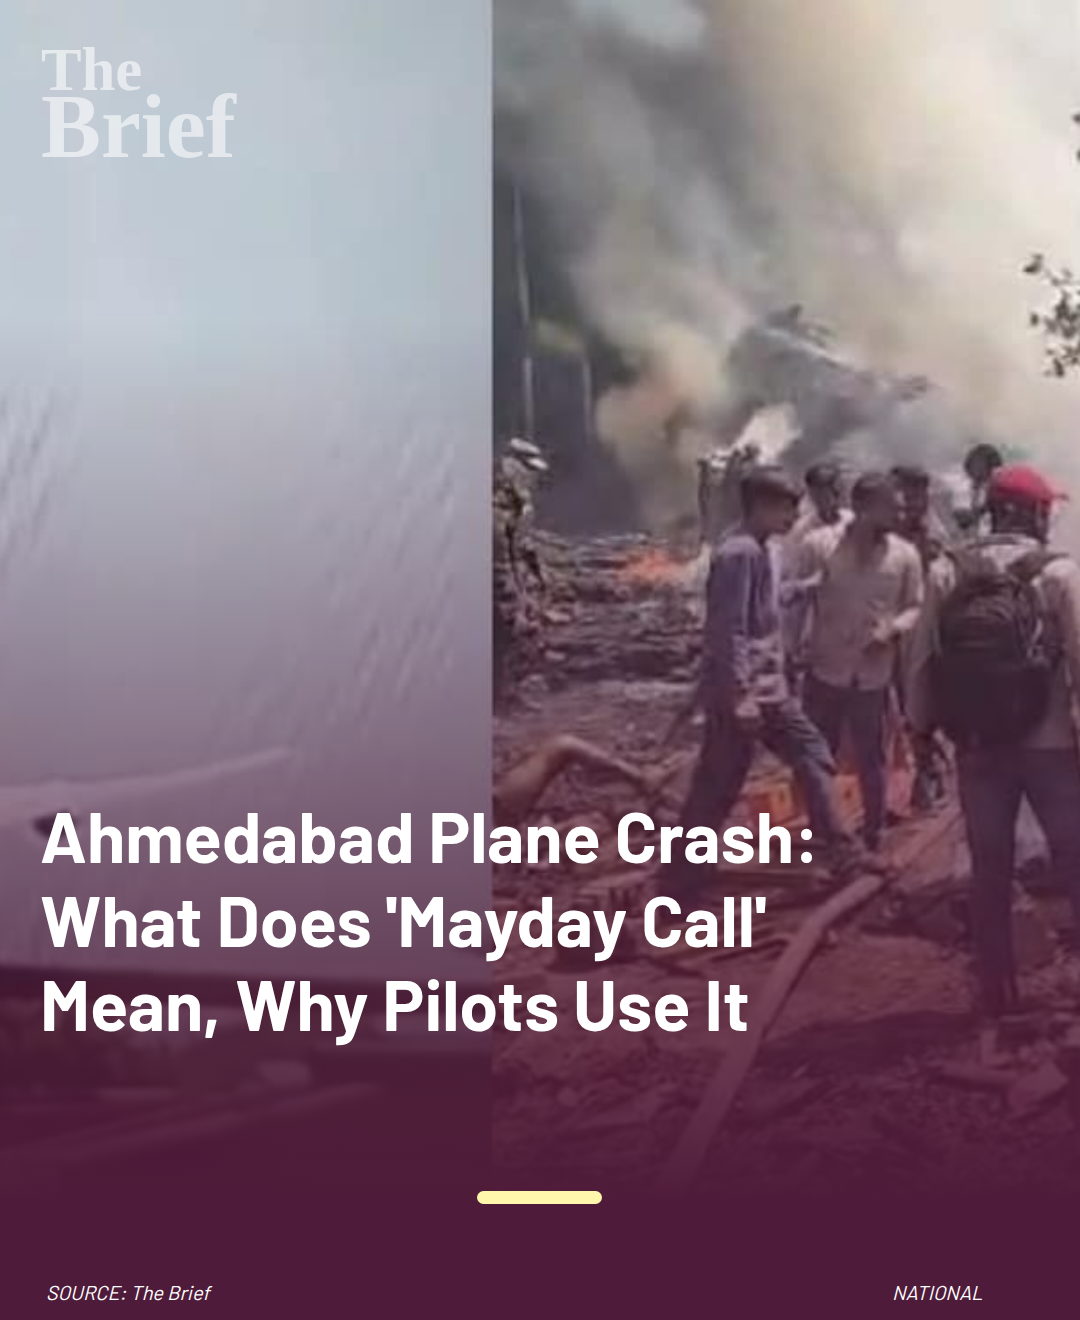 The
Brief
Ahmedabad Plane Crash:
What Does 'Mayday Call'
Mean, Why Pilots Use It
SOURCE: The Brief
NATIONAL